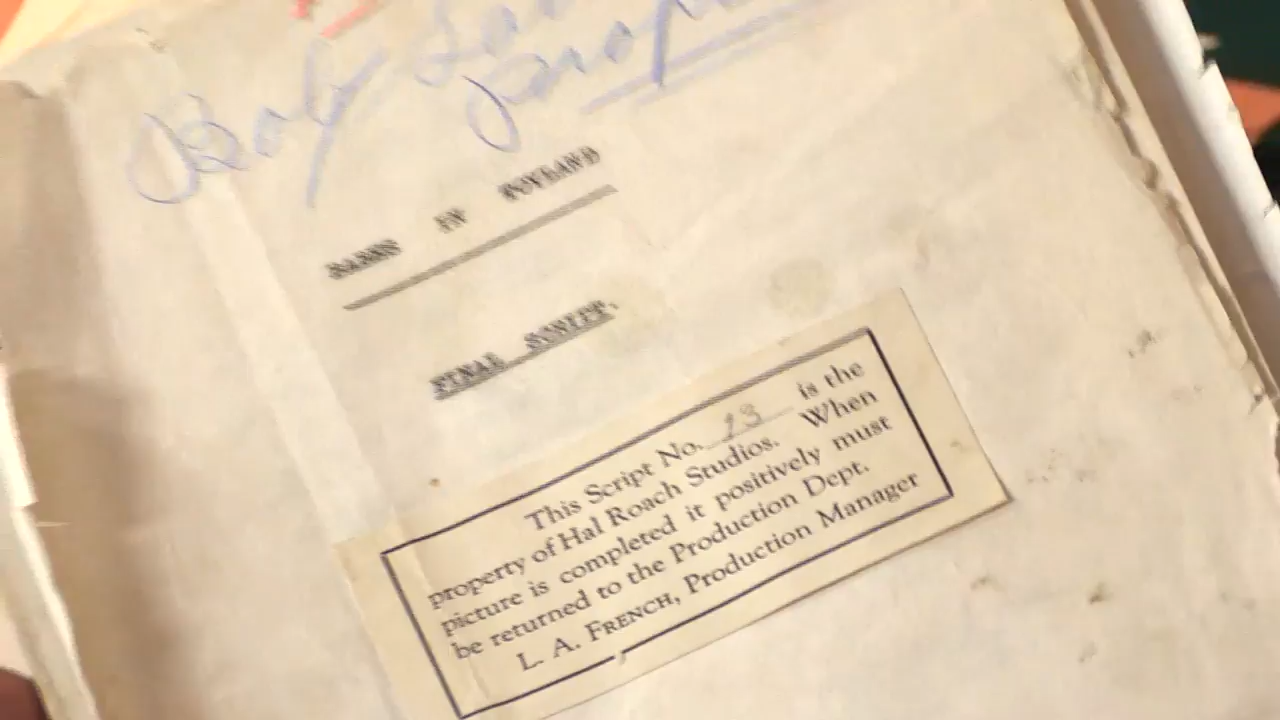 BABES IN TOYLAND
FINAL SCRIPT.
This Script No. 13 is the
property of Hal Roach Studios. When
picture is completed it positively must
be returned to the Production Dept.
L. A. FRENCH, Production Manager